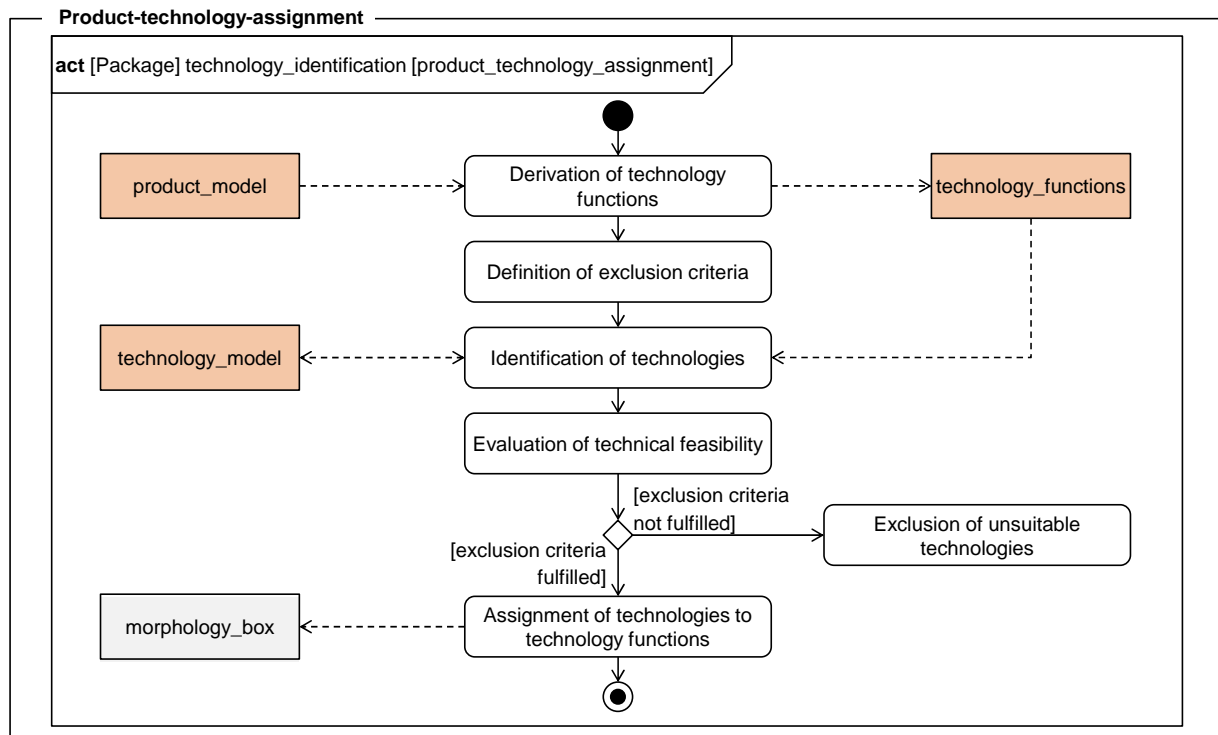 Product-technology-assignment
act [Package] technology_identification [product_technology_assignment]
product_model
Derivation of technology
functions
technology_functions
Definition of exclusion criteria
technology_model
Identification of technologies
Evaluation of technical feasibility
[exclusion criteria
not fulfilled]
Exclusion of unsuitable
technologies
[exclusion criteria
fulfilled]
morphology_box
Assignment of technologies to
technology functions